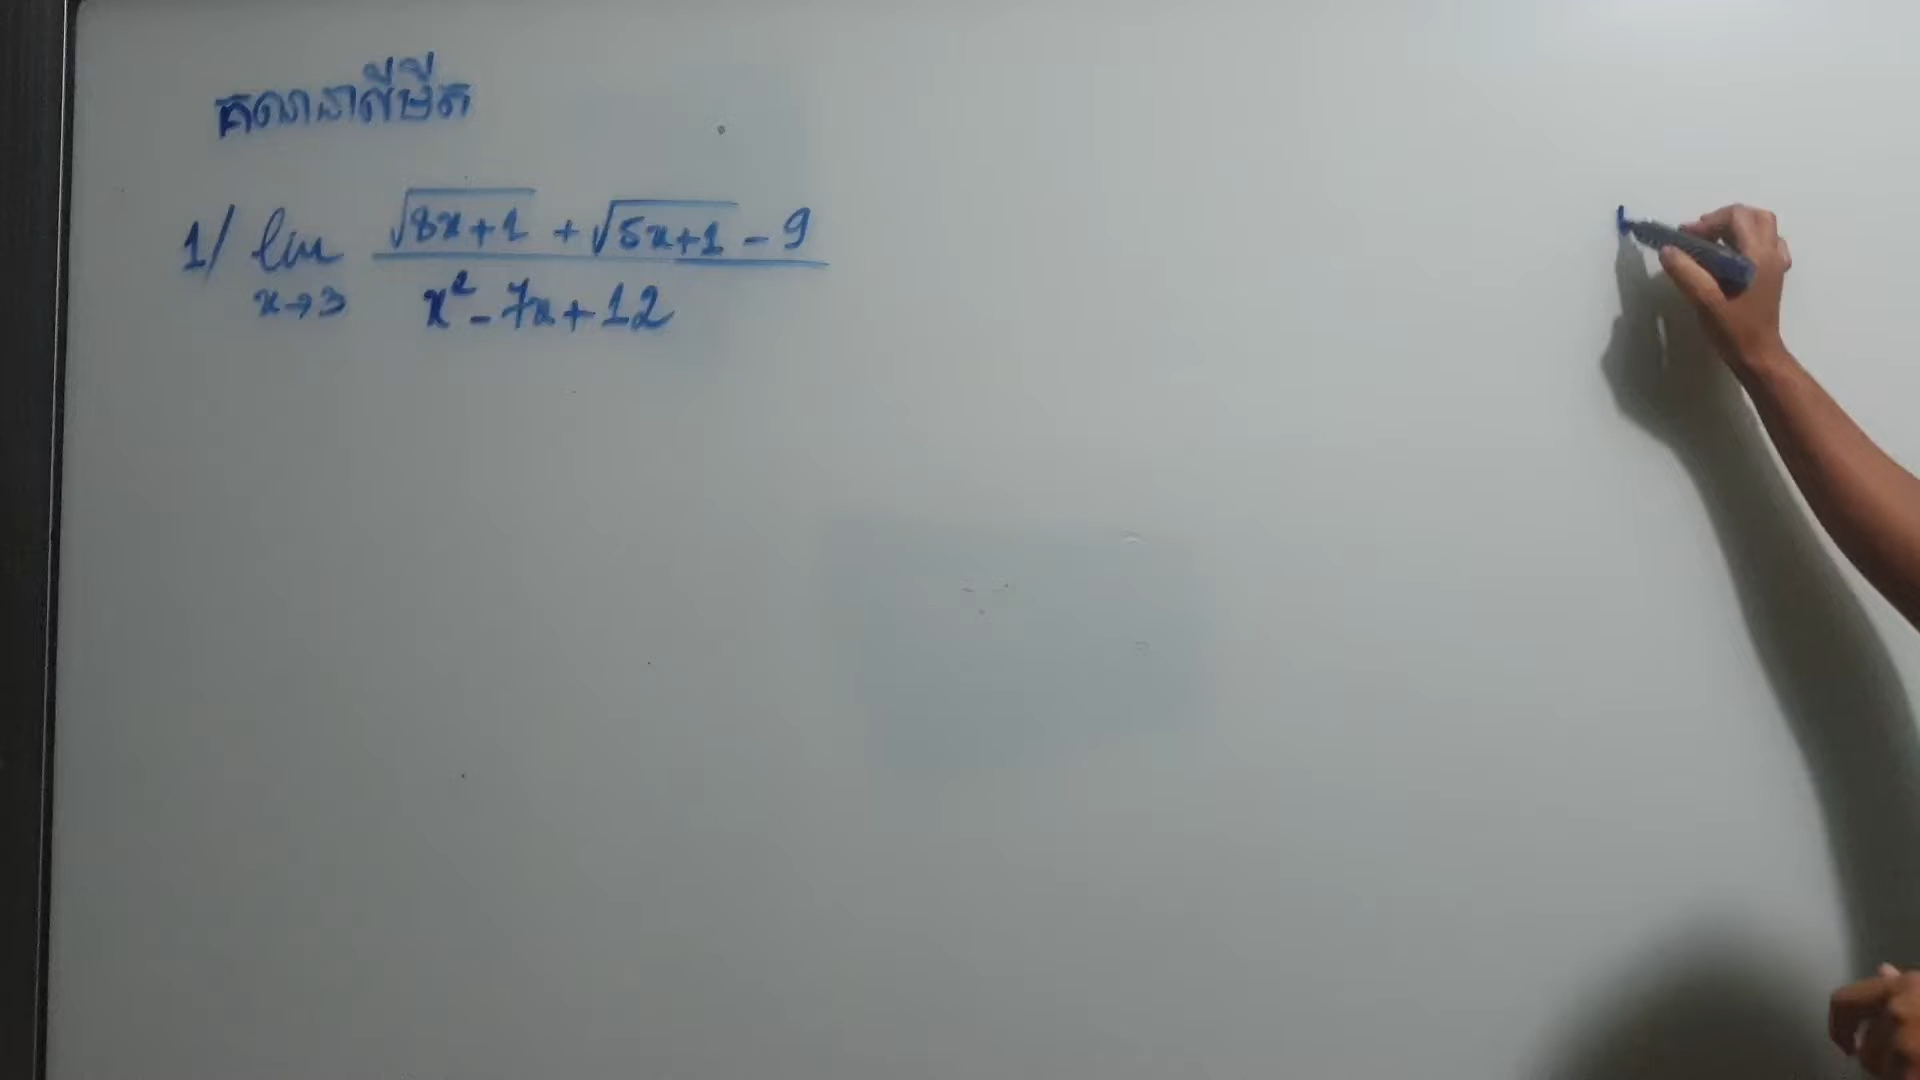 គណនាលីមីត
1/ lim √(8x+1) + √(5x+1) - 9
x→3 x² - 7x + 12